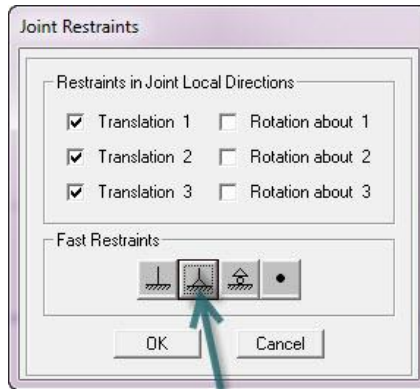 Joint Restraints
Restraints in Joint Local Directions
Translation 1 Rotation about 1
Translation 2 Rotation about 2
Translation 3 Rotation about 3
Fast Restraints
OK Cancel